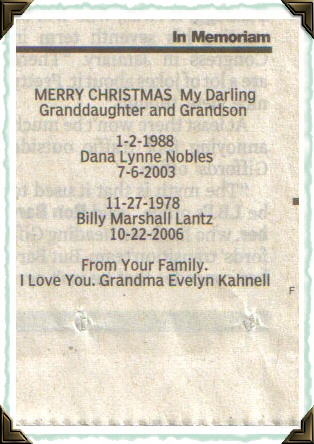 In Memoriam
MERRY CHRISTMAS My Darling
Granddaughter and Grandson
1-2-1988
Dana Lynne Nobles
7-6-2003
11-27-1978
Billy Marshall Lantz
10-22-2006
From Your Family.
I Love You. Grandma Evelyn Kahnell
F